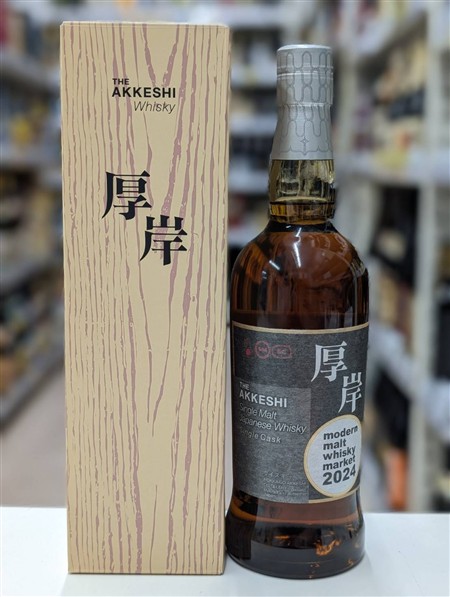 THE
AKKESHI
Whisky
厚
岸
厚
岸
THE
AKKESHI
Single Malt
Japanese Whisky
Single Cask
modern
malt
whisky
market
2024